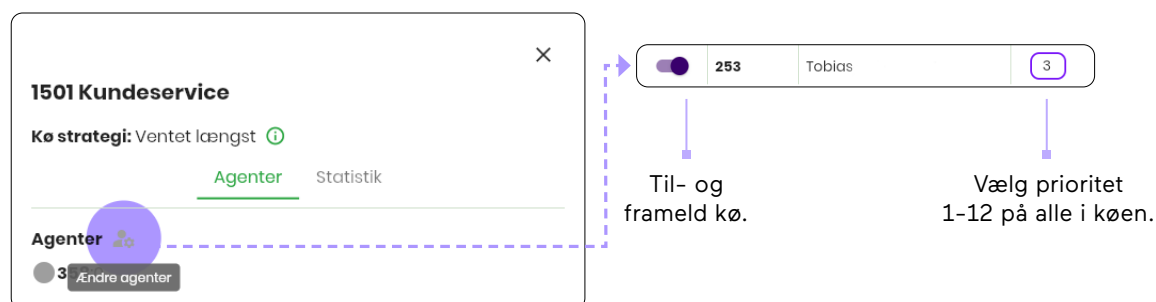 1501 Kundeservice
Kø strategi: Ventet længst
Agenter Statistik
Agenter
Ændre agenter
253 Tobias 3
Til- og
frameld kø.
Vælg prioritet
1-12 på alle i køen.